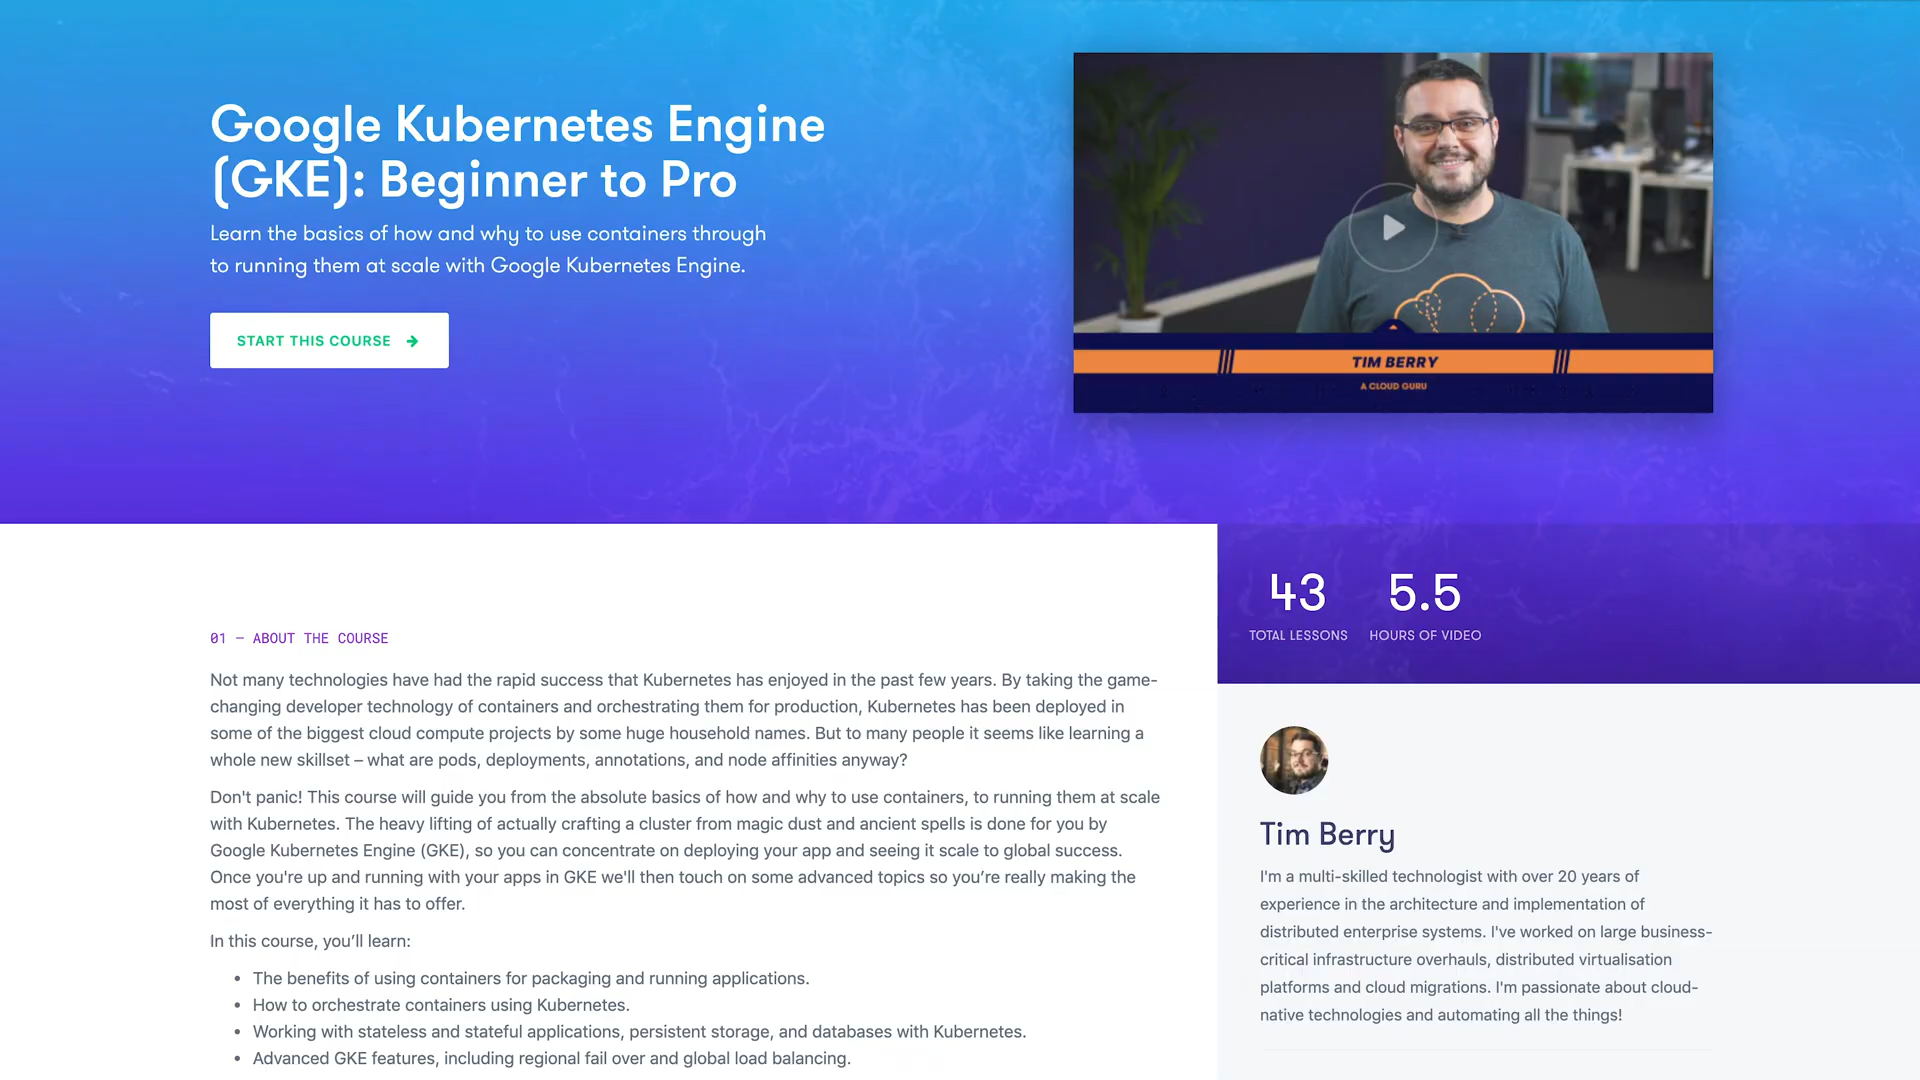 Google Kubernetes Engine
(GKE): Beginner to Pro
Learn the basics of how and why to use containers through
to running them at scale with Google Kubernetes Engine.
START THIS COURSE
TIM BERRY
A CLOUD GURU
43
TOTAL LESSONS
5.5
HOURS OF VIDEO
01 – ABOUT THE COURSE
Not many technologies have had the rapid success that Kubernetes has enjoyed in the past few years. By taking the game-
changing developer technology of containers and orchestrating them for production, Kubernetes has been deployed in
some of the biggest cloud compute projects by some huge household names. But to many people it seems like learning a
whole new skillset – what are pods, deployments, annotations, and node affinities anyway?
Don't panic! This course will guide you from the absolute basics of how and why to use containers, to running them at scale
with Kubernetes. The heavy lifting of actually crafting a cluster from magic dust and ancient spells is done for you by
Google Kubernetes Engine (GKE), so you can concentrate on deploying your app and seeing it scale to global success.
Once you're up and running with your apps in GKE we'll then touch on some advanced topics so you’re really making the
most of everything it has to offer.
In this course, you’ll learn:
• The benefits of using containers for packaging and running applications.
• How to orchestrate containers using Kubernetes.
• Working with stateless and stateful applications, persistent storage, and databases with Kubernetes.
• Advanced GKE features, including regional fail over and global load balancing.
Tim Berry
I'm a multi-skilled technologist with over 20 years of
experience in the architecture and implementation of
distributed enterprise systems. I've worked on large business-
critical infrastructure overhauls, distributed virtualisation
platforms and cloud migrations. I'm passionate about cloud-
native technologies and automating all the things!